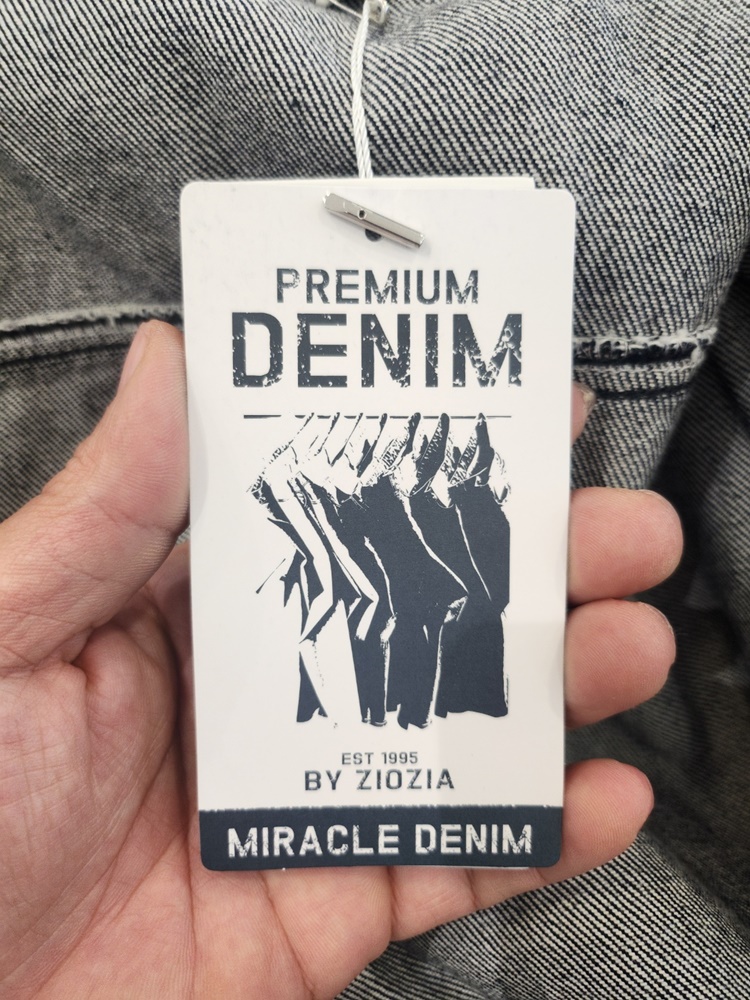 PREMIUM
DENIM
EST 1995
BY ZIOZIA
MIRACLE DENIM